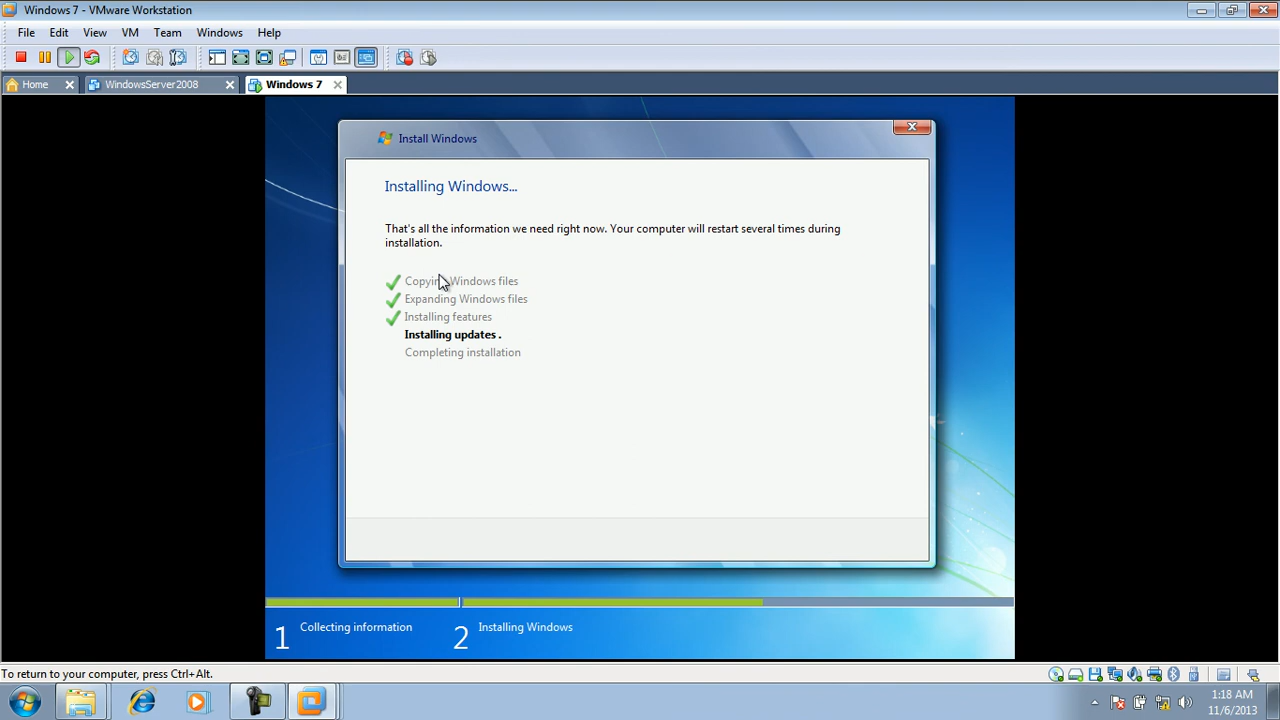 Windows 7 - VMware Workstation
File Edit View VM Team Windows Help
Home WindowsServer2008 Windows 7
Install Windows
Installing Windows...
That's all the information we need right now. Your computer will restart several times during
installation.
Copying Windows files
Expanding Windows files
Installing features
Installing updates .
Completing installation
1 Collecting information 2 Installing Windows
To return to your computer, press Ctrl+Alt.
1:18 AM
11/6/2013